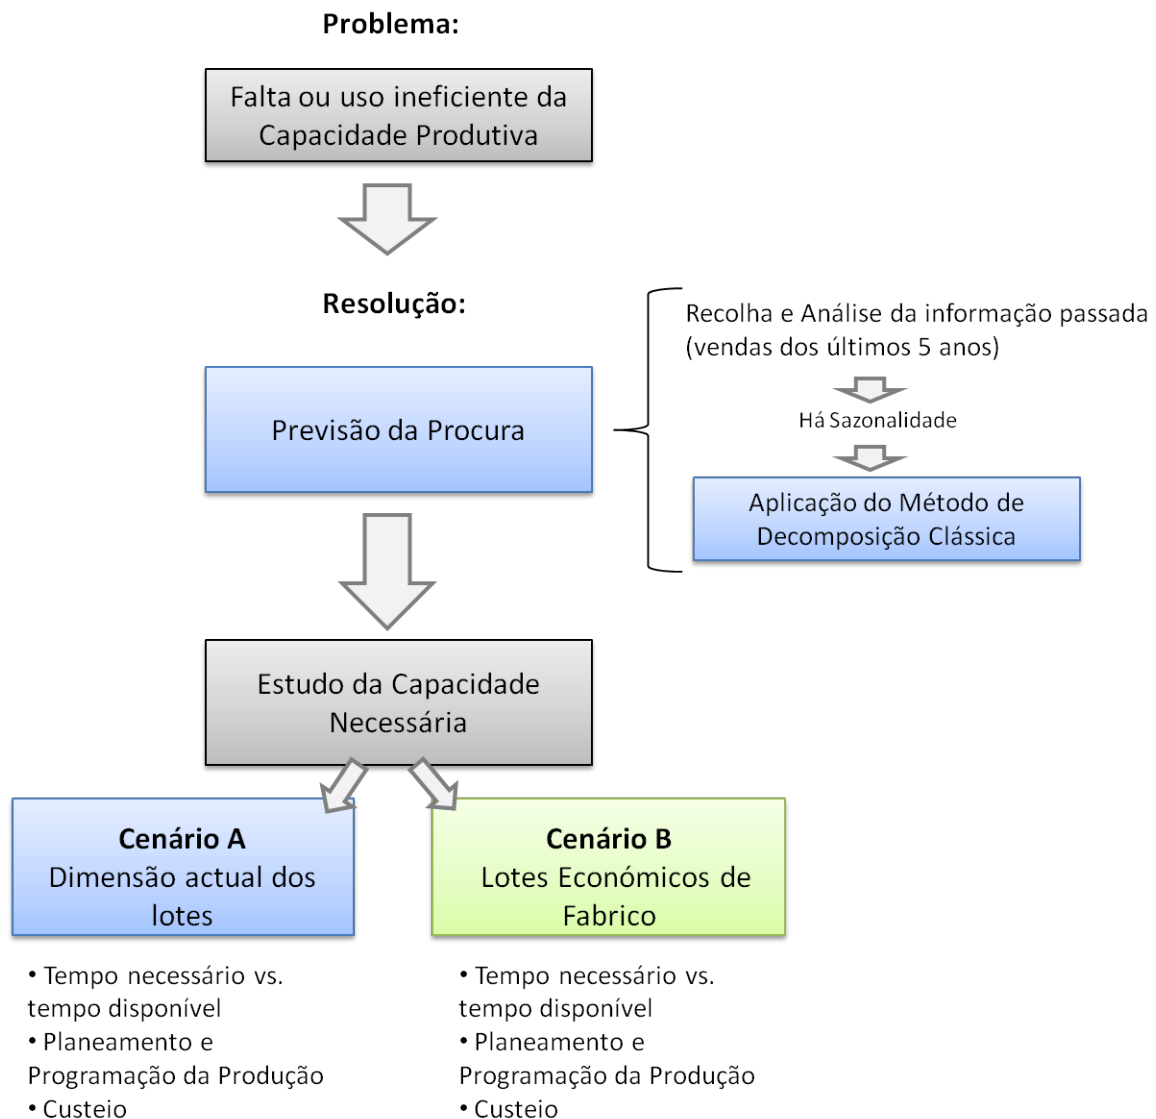 Problema:
Falta ou uso ineficiente da
Capacidade Produtiva
Resolução:
Previsão da Procura
Recolha e Análise da informação passada
(vendas dos últimos 5 anos)
Há Sazonalidade
Aplicação do Método de
Decomposição Clássica
Estudo da Capacidade
Necessária
Cenário A
Dimensão actual dos
lotes
• Tempo necessário vs.
tempo disponível
• Planeamento e
Programação da Produção
• Custeio
Cenário B
Lotes Económicos de
Fabrico
• Tempo necessário vs.
tempo disponível
• Planeamento e
Programação da Produção
• Custeio